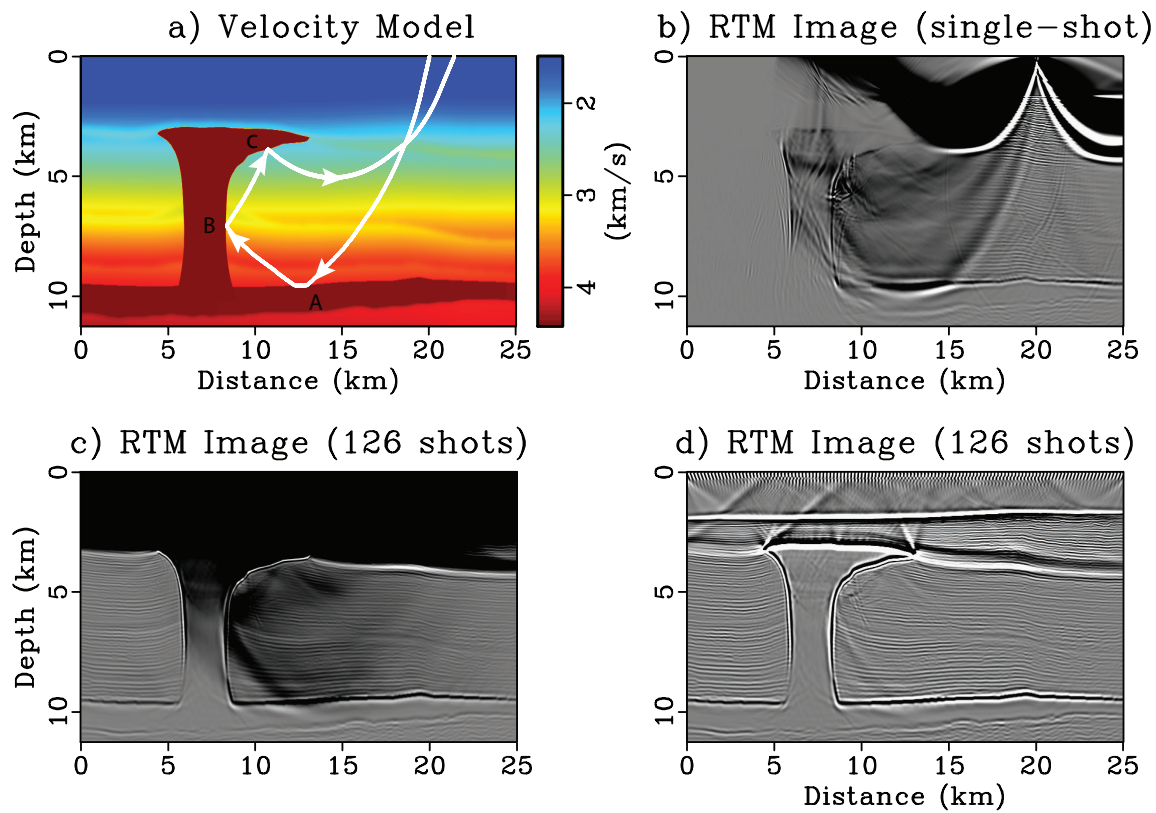 a) Velocity Model
0
5
10
Depth (km)
C
B
A
0 5 10 15 20 25
Distance (km)
2
3
4
(km/s)
b) RTM Image (single-shot)
0
5
10
0 5 10 15 20 25
Distance (km)
c) RTM Image (126 shots)
0
5
10
Depth (km)
0 5 10 15 20 25
d) RTM Image (126 shots)
0
5
10
0 5 10 15 20 25
Distance (km)